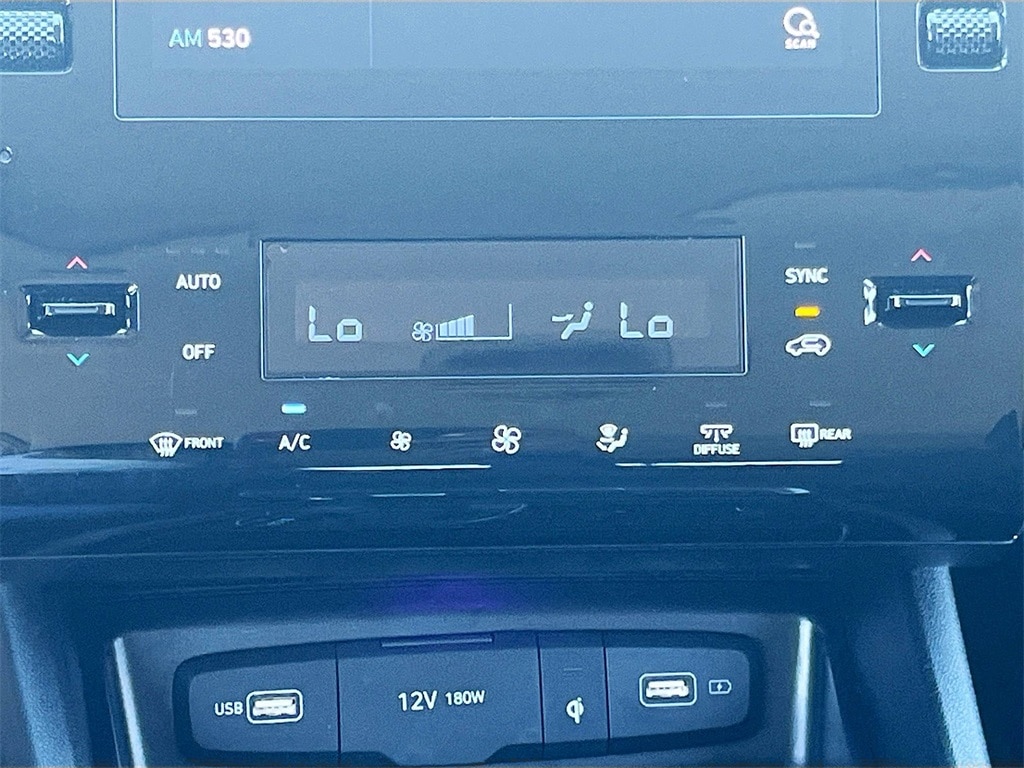 AM 530
SCAN
AUTO
SYNC
Lo
Lo
OFF
FRONT
A/C
DIFFUSE
REAR
USB
12V 180W